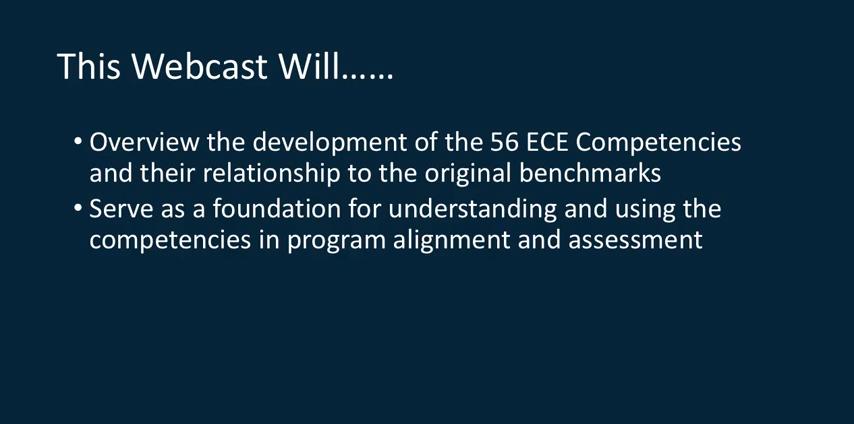 This Webcast Will......
• Overview the development of the 56 ECE Competencies
and their relationship to the original benchmarks
• Serve as a foundation for understanding and using the
competencies in program alignment and assessment